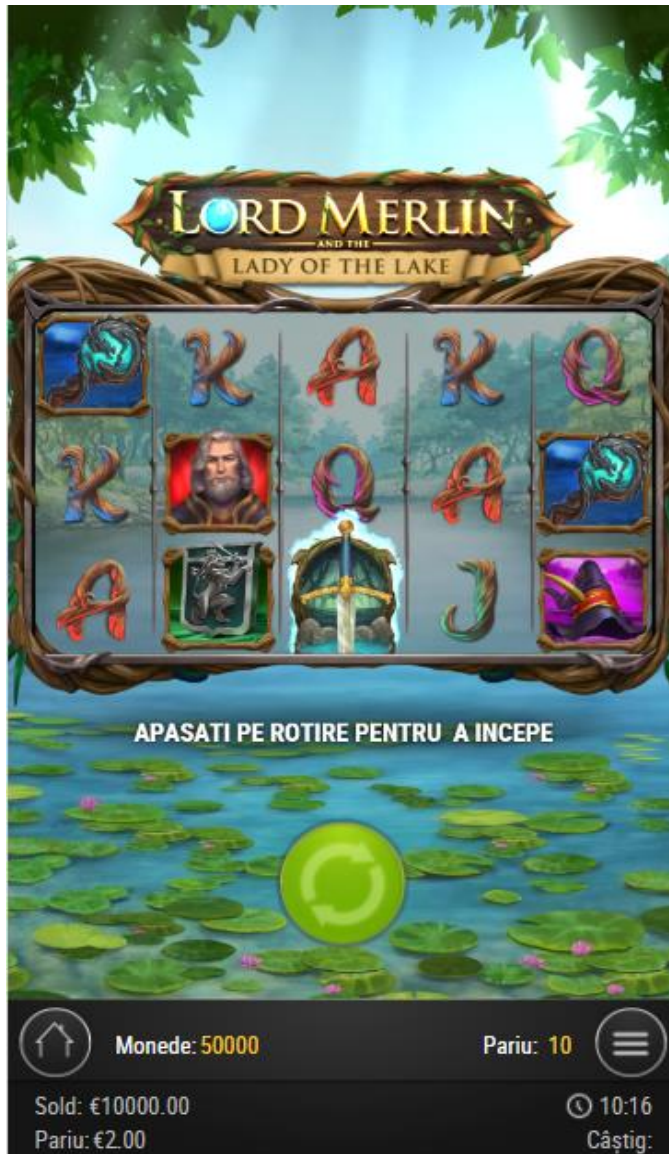 LORD MERLIN
AND THE
LADY OF THE LAKE
K A K Q
K Q A
A J
APASATI PE ROTIRE PENTRU A INCEPE
Monede: 50000 Pariu: 10
Sold: €10000.00 10:16
Pariu: €2.00 Câștig: